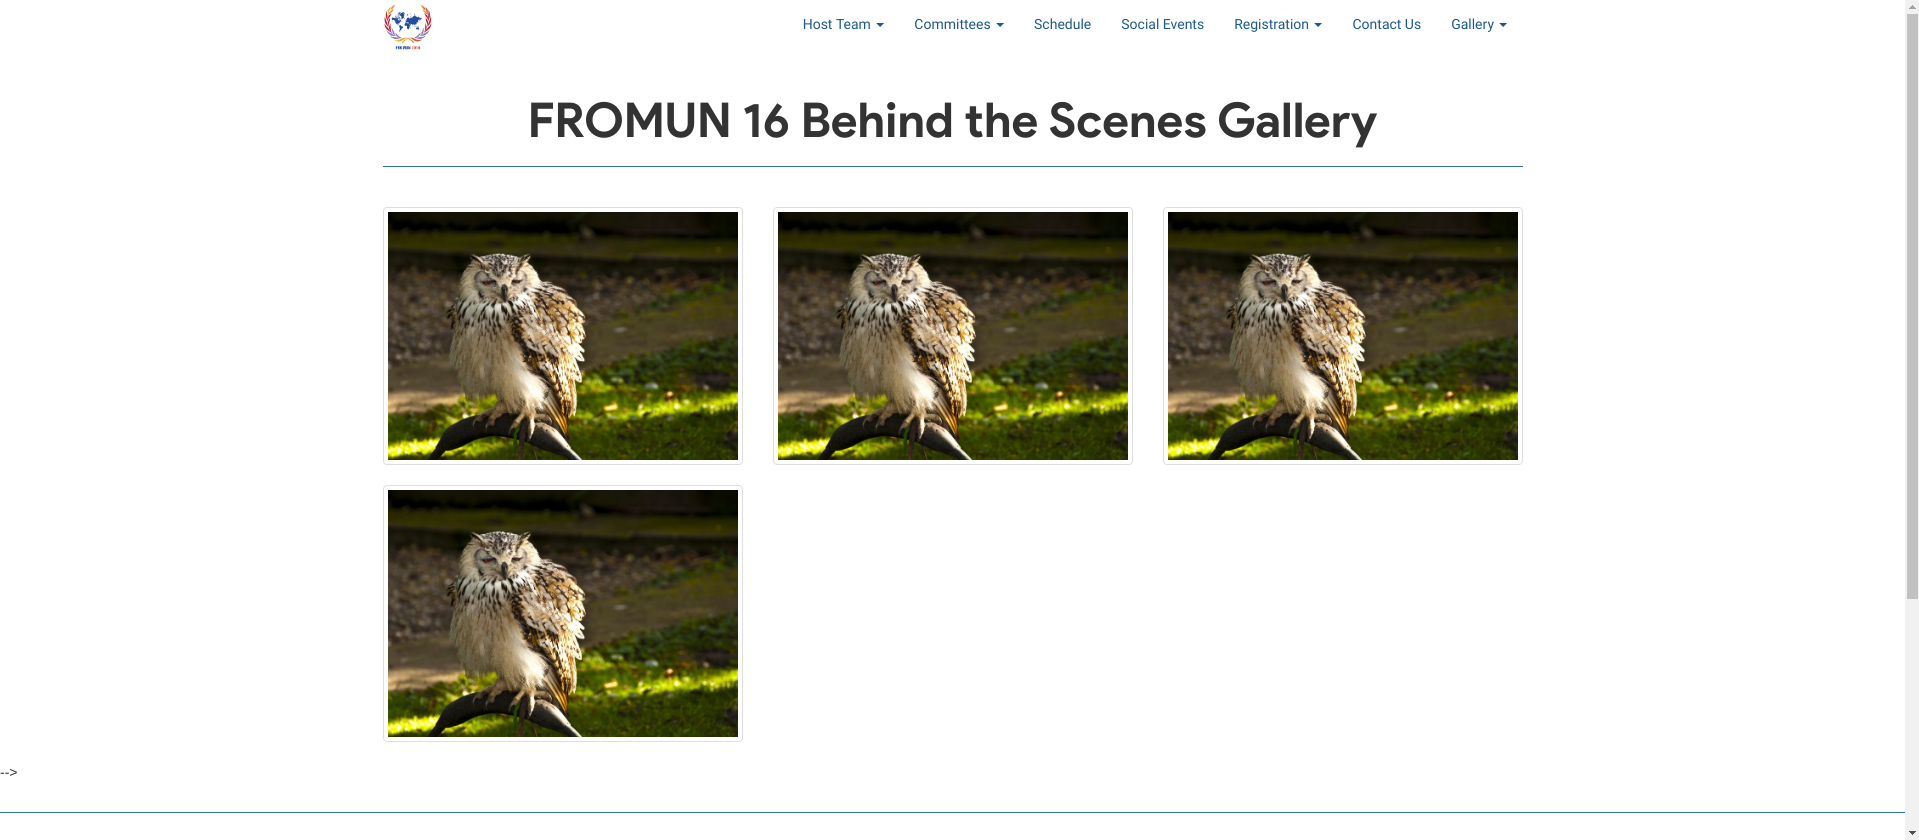 Host Team
Committees
Schedule
Social Events
Registration
Contact Us
Gallery
FROMUN 16 Behind the Scenes Gallery
-->